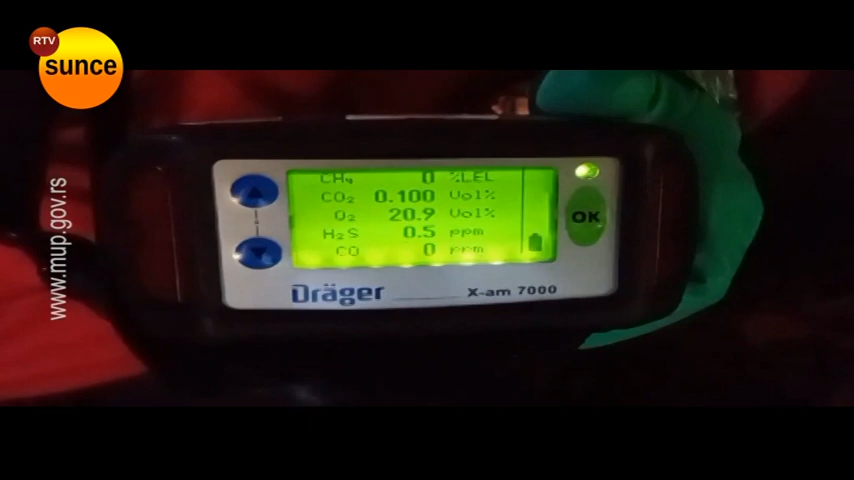 RTV
sunce
www.mup.gov.rs
CH₄ 0 %LEL
CO₂ 0.100 Vol%
O₂ 20.9 Vol%
H₂S 0.5 ppm
CO 0 ppm
OK
Dräger
X-am 7000